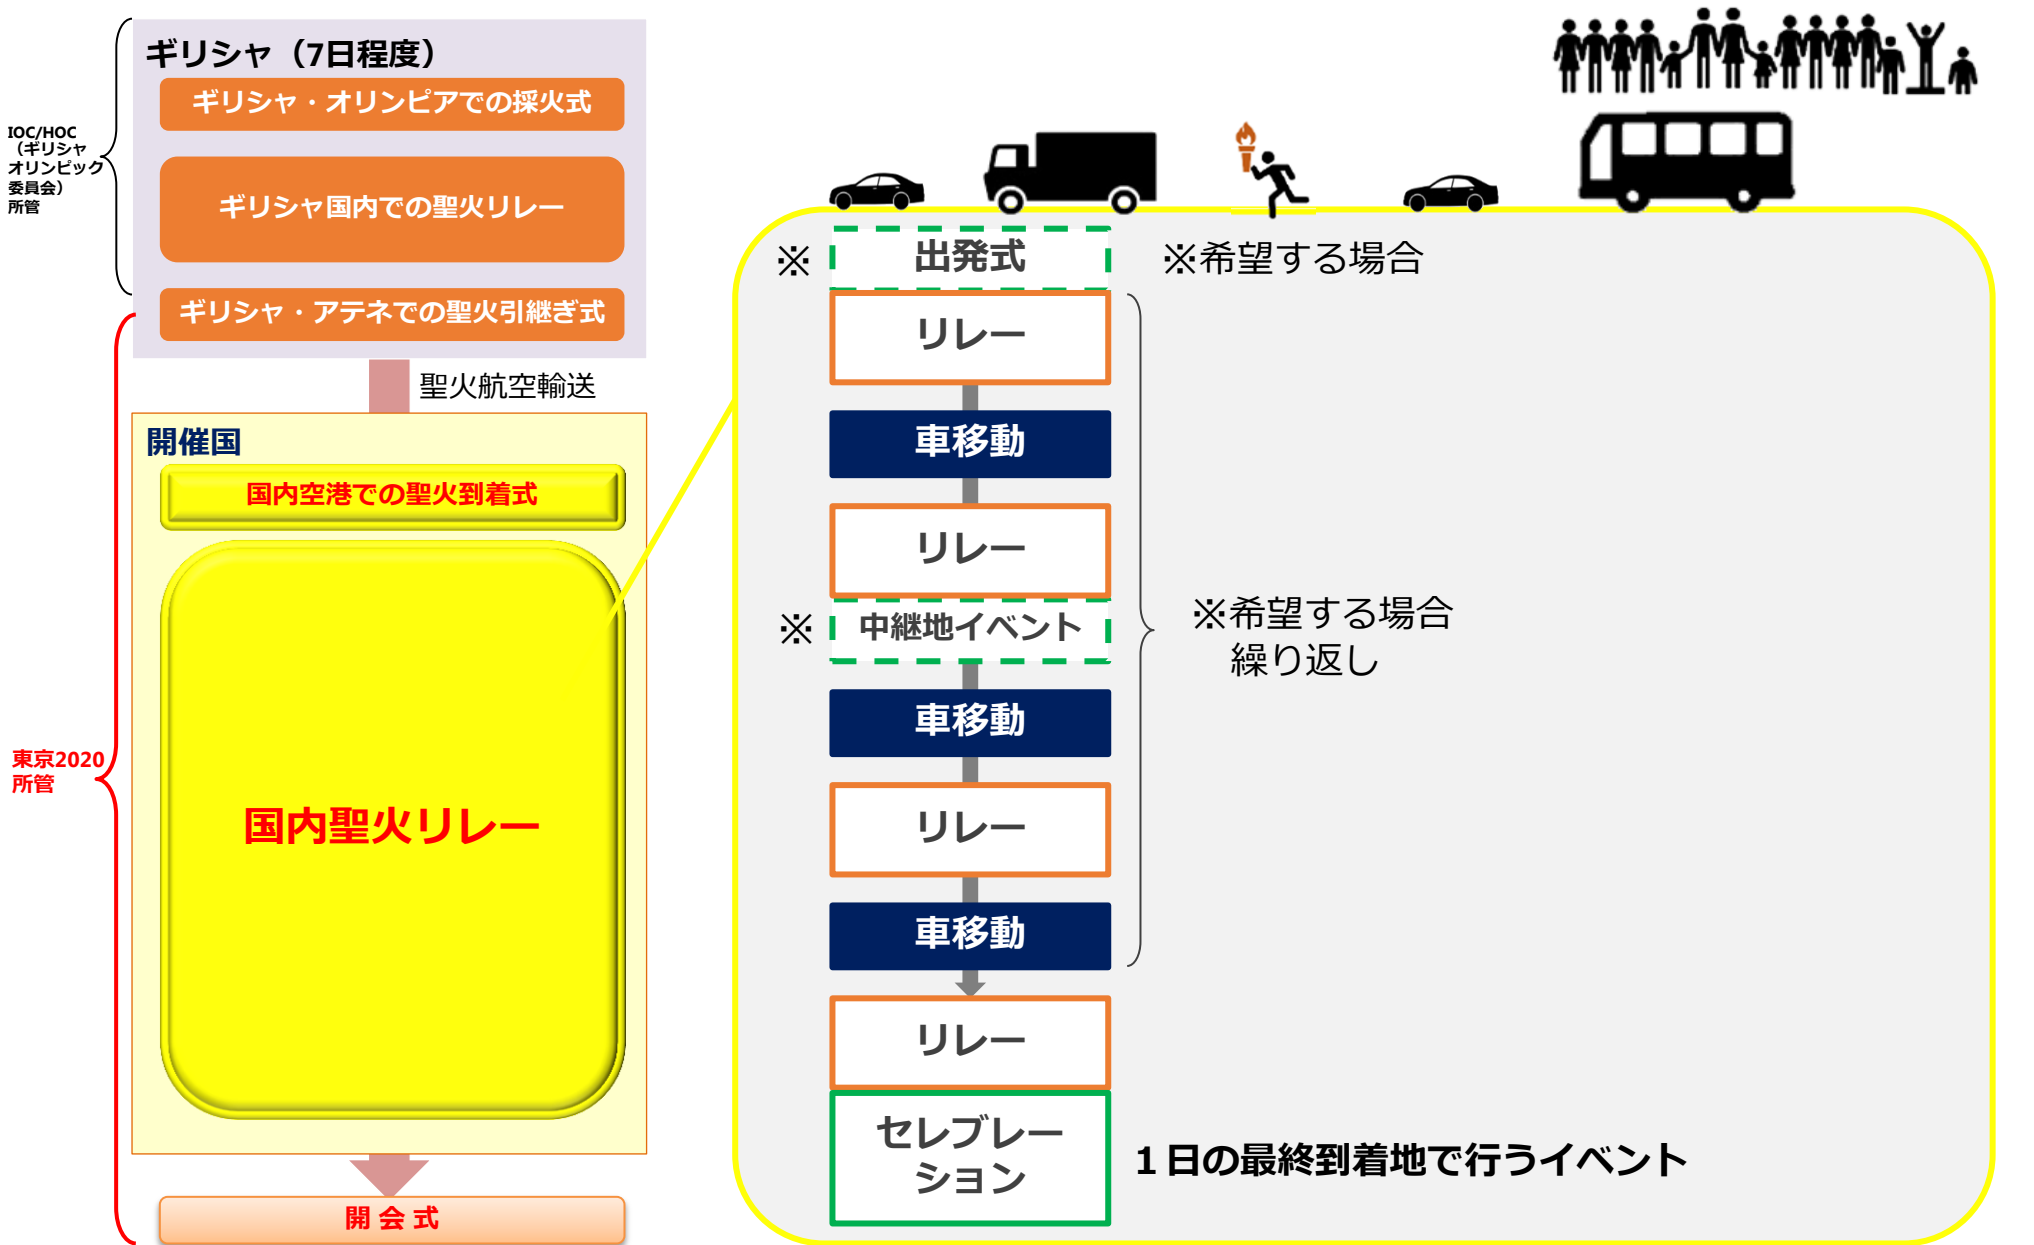 ギリシャ（7日程度）
ギリシャ・オリンピアでの採火式
IOC/HOC
（ギリシャ
オリンピック
委員会）
所管
ギリシャ国内での聖火リレー
ギリシャ・アテネでの聖火引継ぎ式
聖火航空輸送
開催国
国内空港での聖火到着式
国内聖火リレー
東京2020
所管
開会式
※
出発式
※希望する場合
リレー
車移動
リレー
※
中継地イベント
※希望する場合
繰り返し
車移動
リレー
車移動
リレー
セレブレー
ション
１日の最終到着地で行うイベント